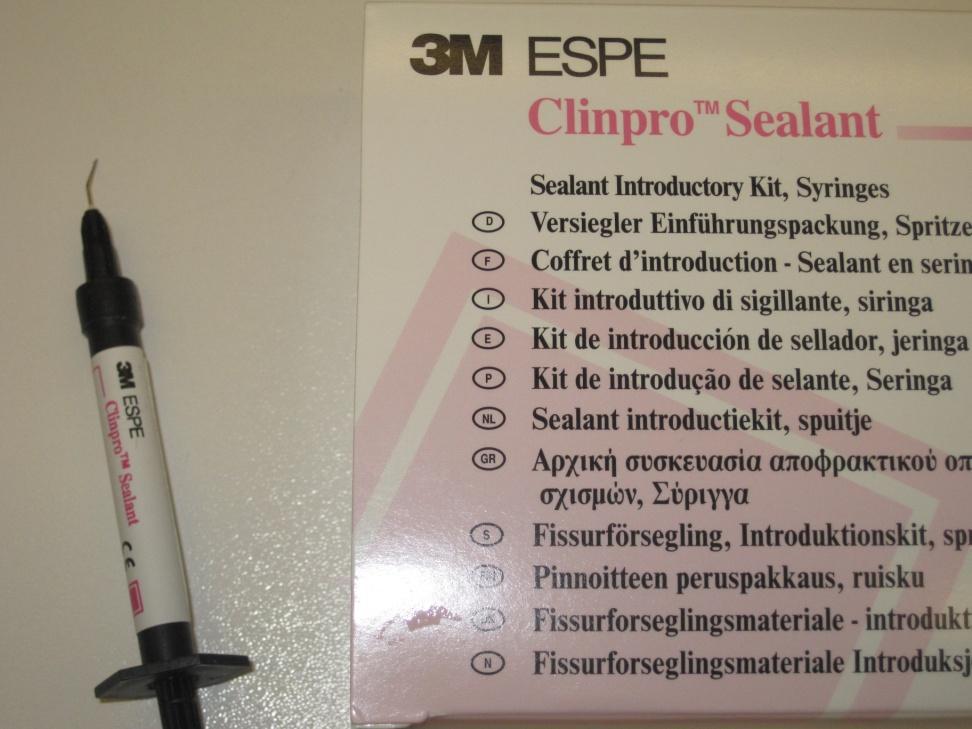 3M ESPE
Clinpro™ Sealant
Sealant Introductory Kit, Syringes
D Versiegler Einführungspackung, Spritze
F Coffret d'introduction - Sealant en serin
I Kit introduttivo di sigillante, siringa
E Kit de introducción de sellador, jeringa
P Kit de introdução de selante, Seringa
NL Sealant introductiekit, spuitje
GR Αρχική συσκευασία αποφρακτικού οπ
σχισμών, Σύριγγα
S Fissurförsegling, Introduktionskit, spr
Pinnoitteen peruspakkaus, ruisku
Fissurforseglingsmateriale - introdukt
N Fissurforseglingsmateriale Introduksj
3M ESPE
Clinpro™ Sealant
CE